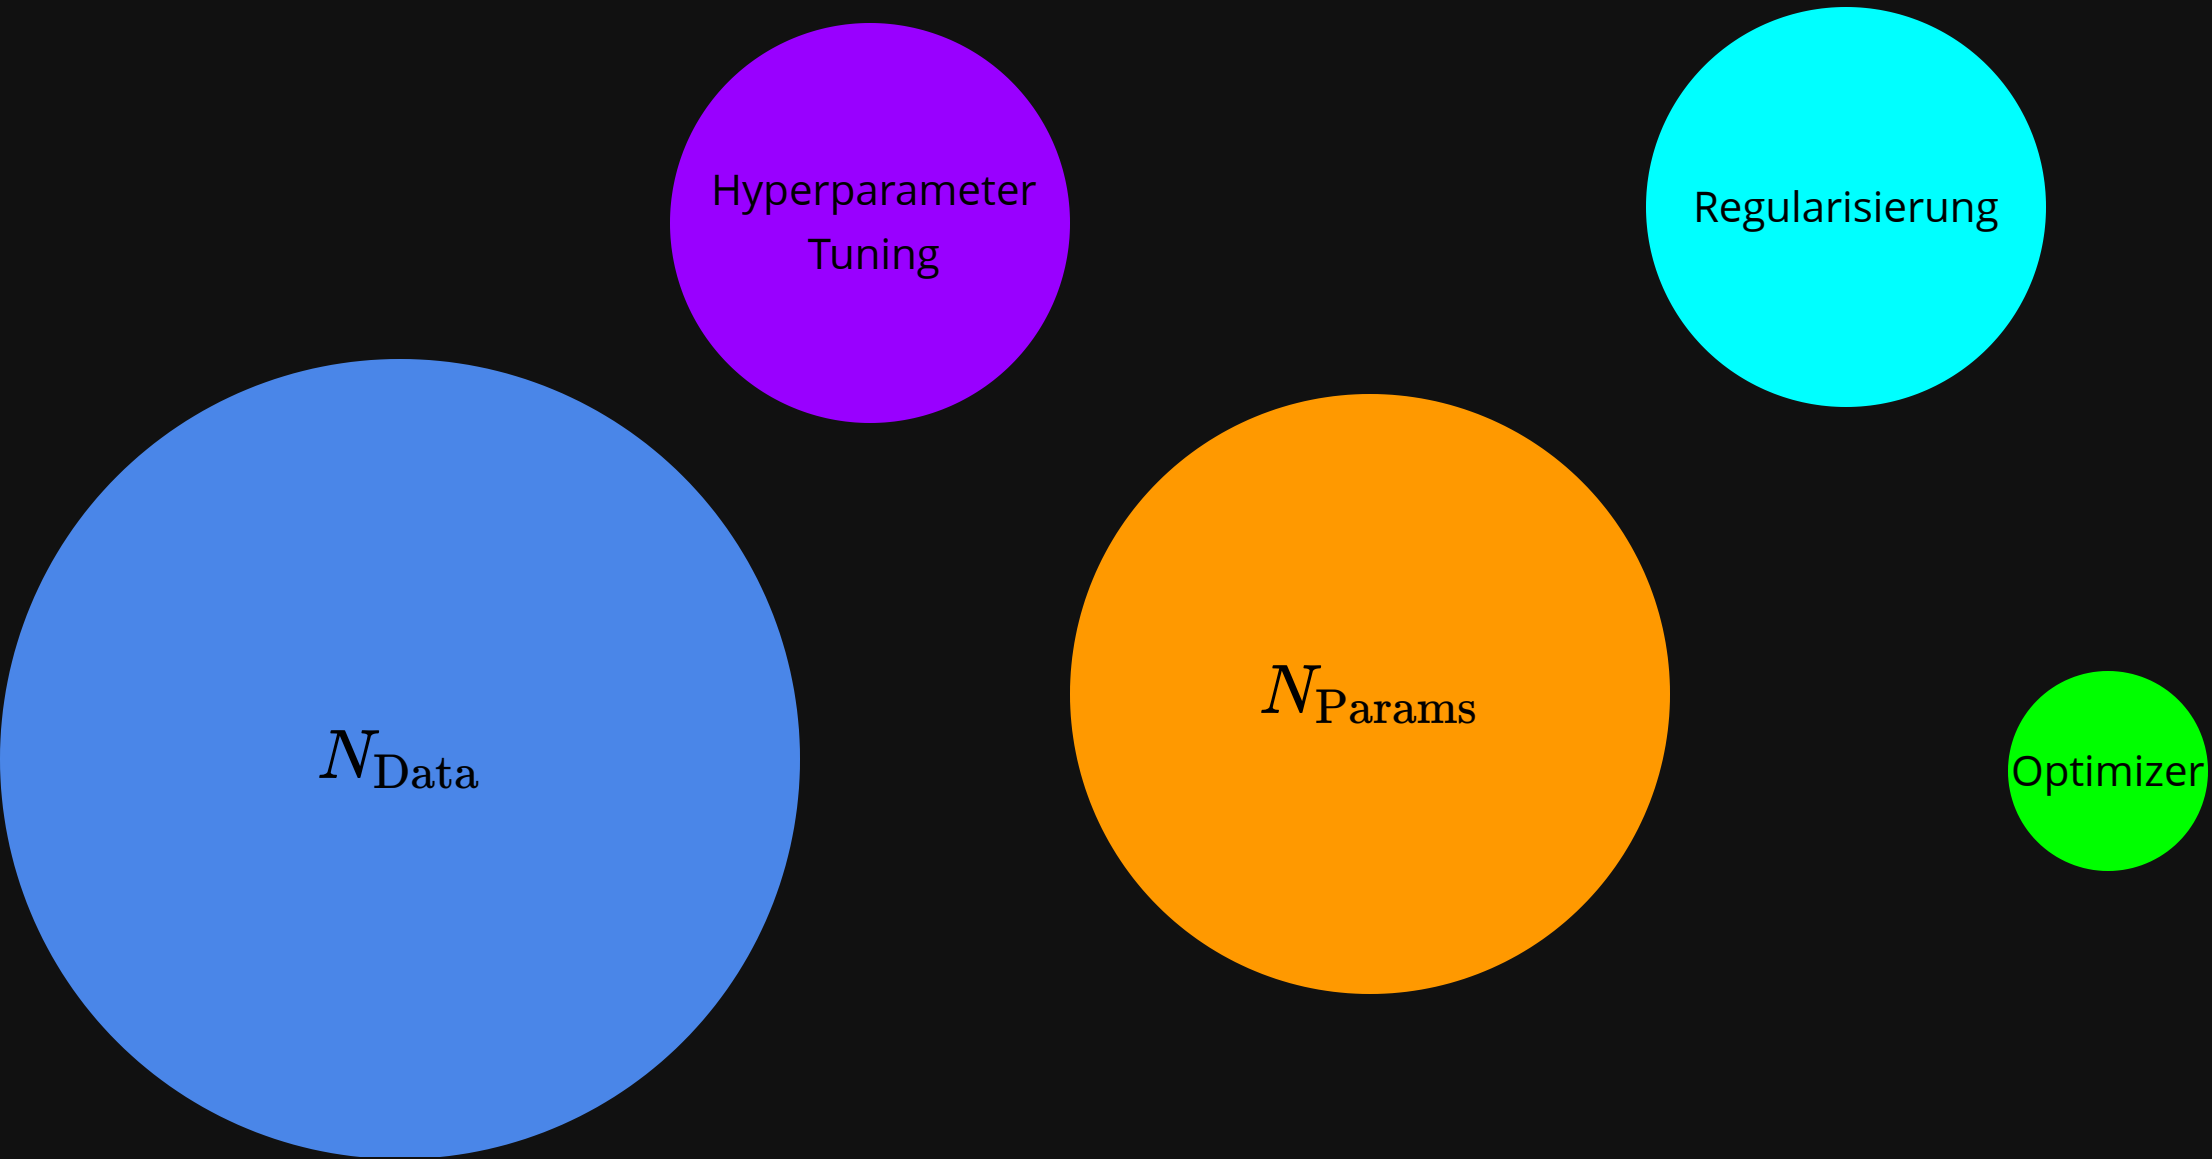 Hyperparameter
Tuning
Regularisierung
N_Data
N_Params
Optimizer